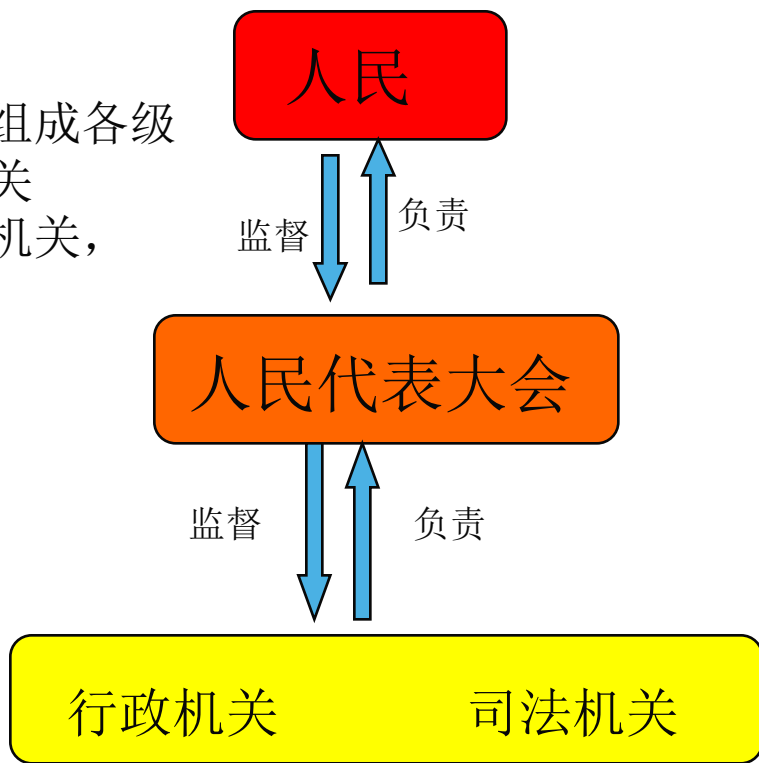 人民
组成各级
关
机关，
监督
负责
人民代表大会
监督
负责
行政机关 司法机关